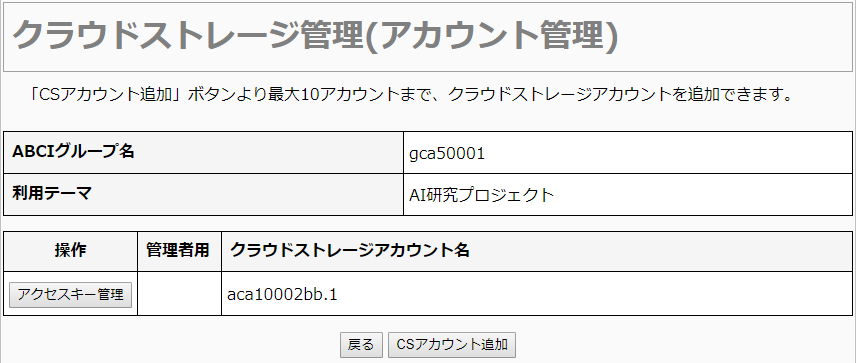 クラウドストレージ管理(アカウント管理)
「CSアカウント追加」ボタンより最大10アカウントまで、クラウドストレージアカウントを追加できます。
ABCIグループ名 gca50001
利用テーマ AI研究プロジェクト
操作 管理者用 クラウドストレージアカウント名
アクセスキー管理 aca10002bb.1
戻る CSアカウント追加